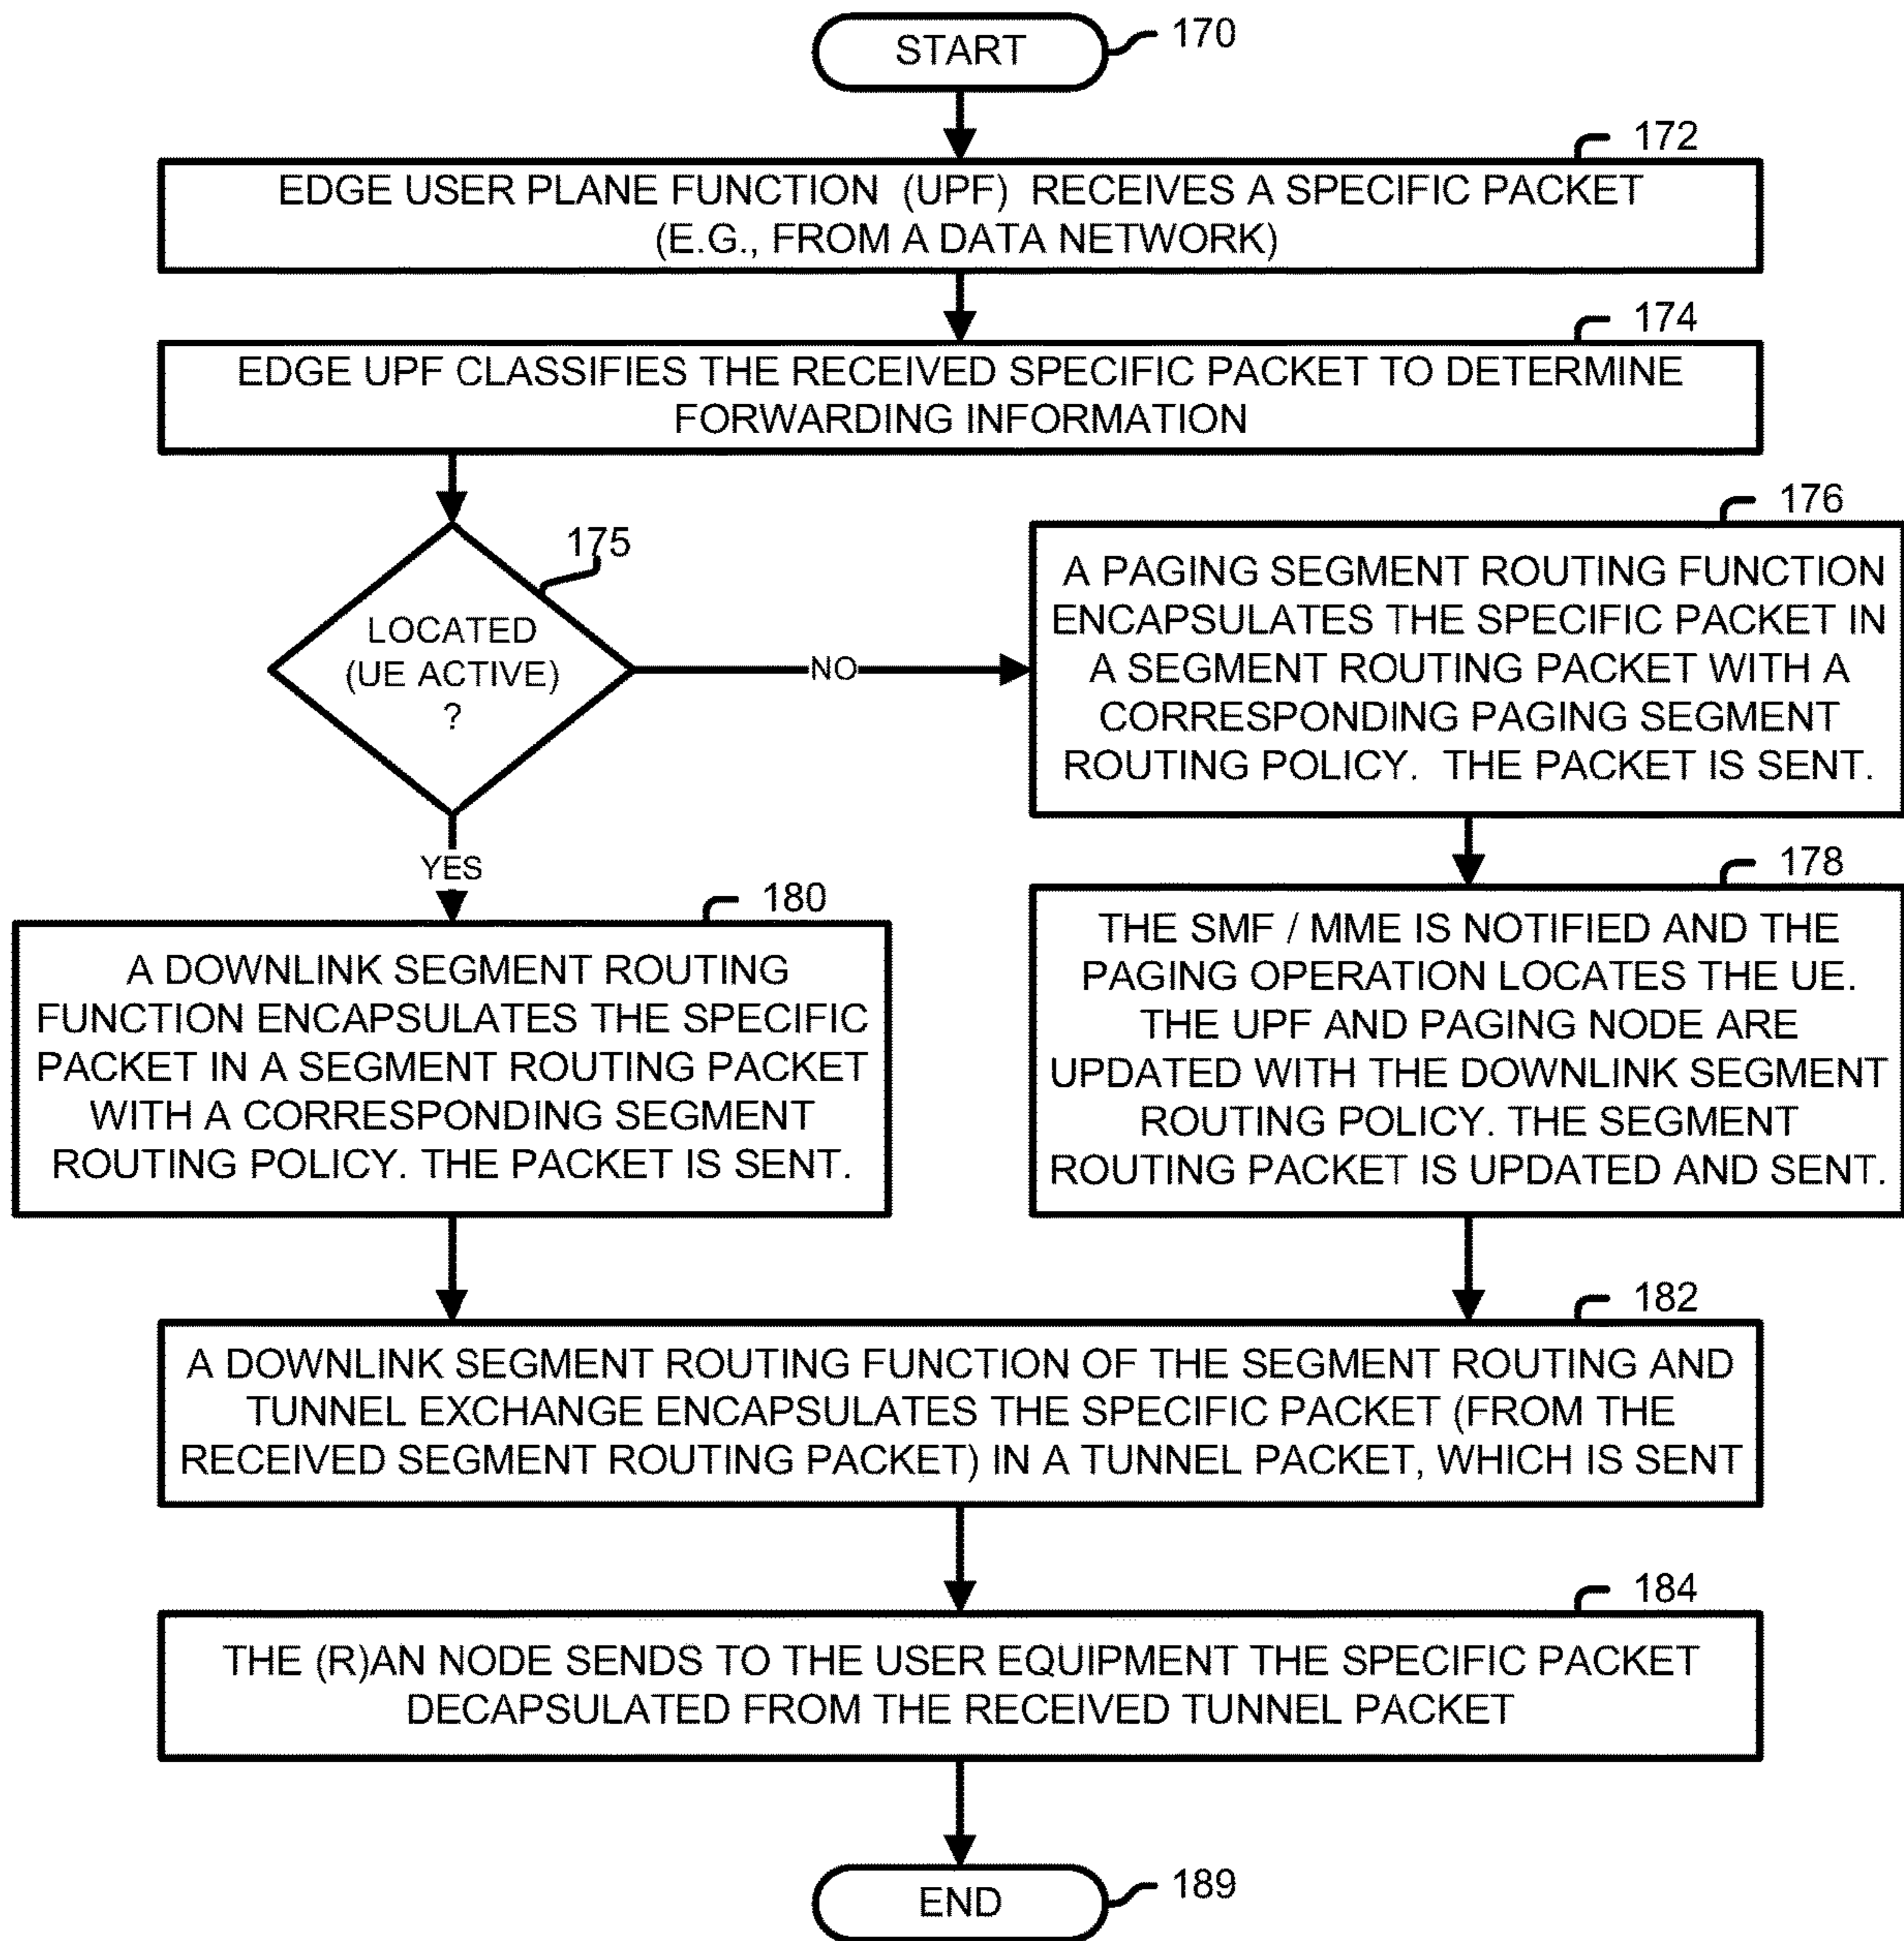 START
170
172
EDGE USER PLANE FUNCTION (UPF) RECEIVES A SPECIFIC PACKET
(E.G., FROM A DATA NETWORK)
174
EDGE UPF CLASSIFIES THE RECEIVED SPECIFIC PACKET TO DETERMINE
FORWARDING INFORMATION
175
LOCATED
(UE ACTIVE)
?
NO
YES
176
A PAGING SEGMENT ROUTING FUNCTION
ENCAPSULATES THE SPECIFIC PACKET IN
A SEGMENT ROUTING PACKET WITH A
CORRESPONDING PAGING SEGMENT
ROUTING POLICY. THE PACKET IS SENT.
178
THE SMF / MME IS NOTIFIED AND THE
PAGING OPERATION LOCATES THE UE.
THE UPF AND PAGING NODE ARE
UPDATED WITH THE DOWNLINK SEGMENT
ROUTING POLICY. THE SEGMENT
ROUTING PACKET IS UPDATED AND SENT.
180
A DOWNLINK SEGMENT ROUTING
FUNCTION ENCAPSULATES THE SPECIFIC
PACKET IN A SEGMENT ROUTING PACKET
WITH A CORRESPONDING SEGMENT
ROUTING POLICY. THE PACKET IS SENT.
182
A DOWNLINK SEGMENT ROUTING FUNCTION OF THE SEGMENT ROUTING AND
TUNNEL EXCHANGE ENCAPSULATES THE SPECIFIC PACKET (FROM THE
RECEIVED SEGMENT ROUTING PACKET) IN A TUNNEL PACKET, WHICH IS SENT
184
THE (R)AN NODE SENDS TO THE USER EQUIPMENT THE SPECIFIC PACKET
DECAPSULATED FROM THE RECEIVED TUNNEL PACKET
END
189